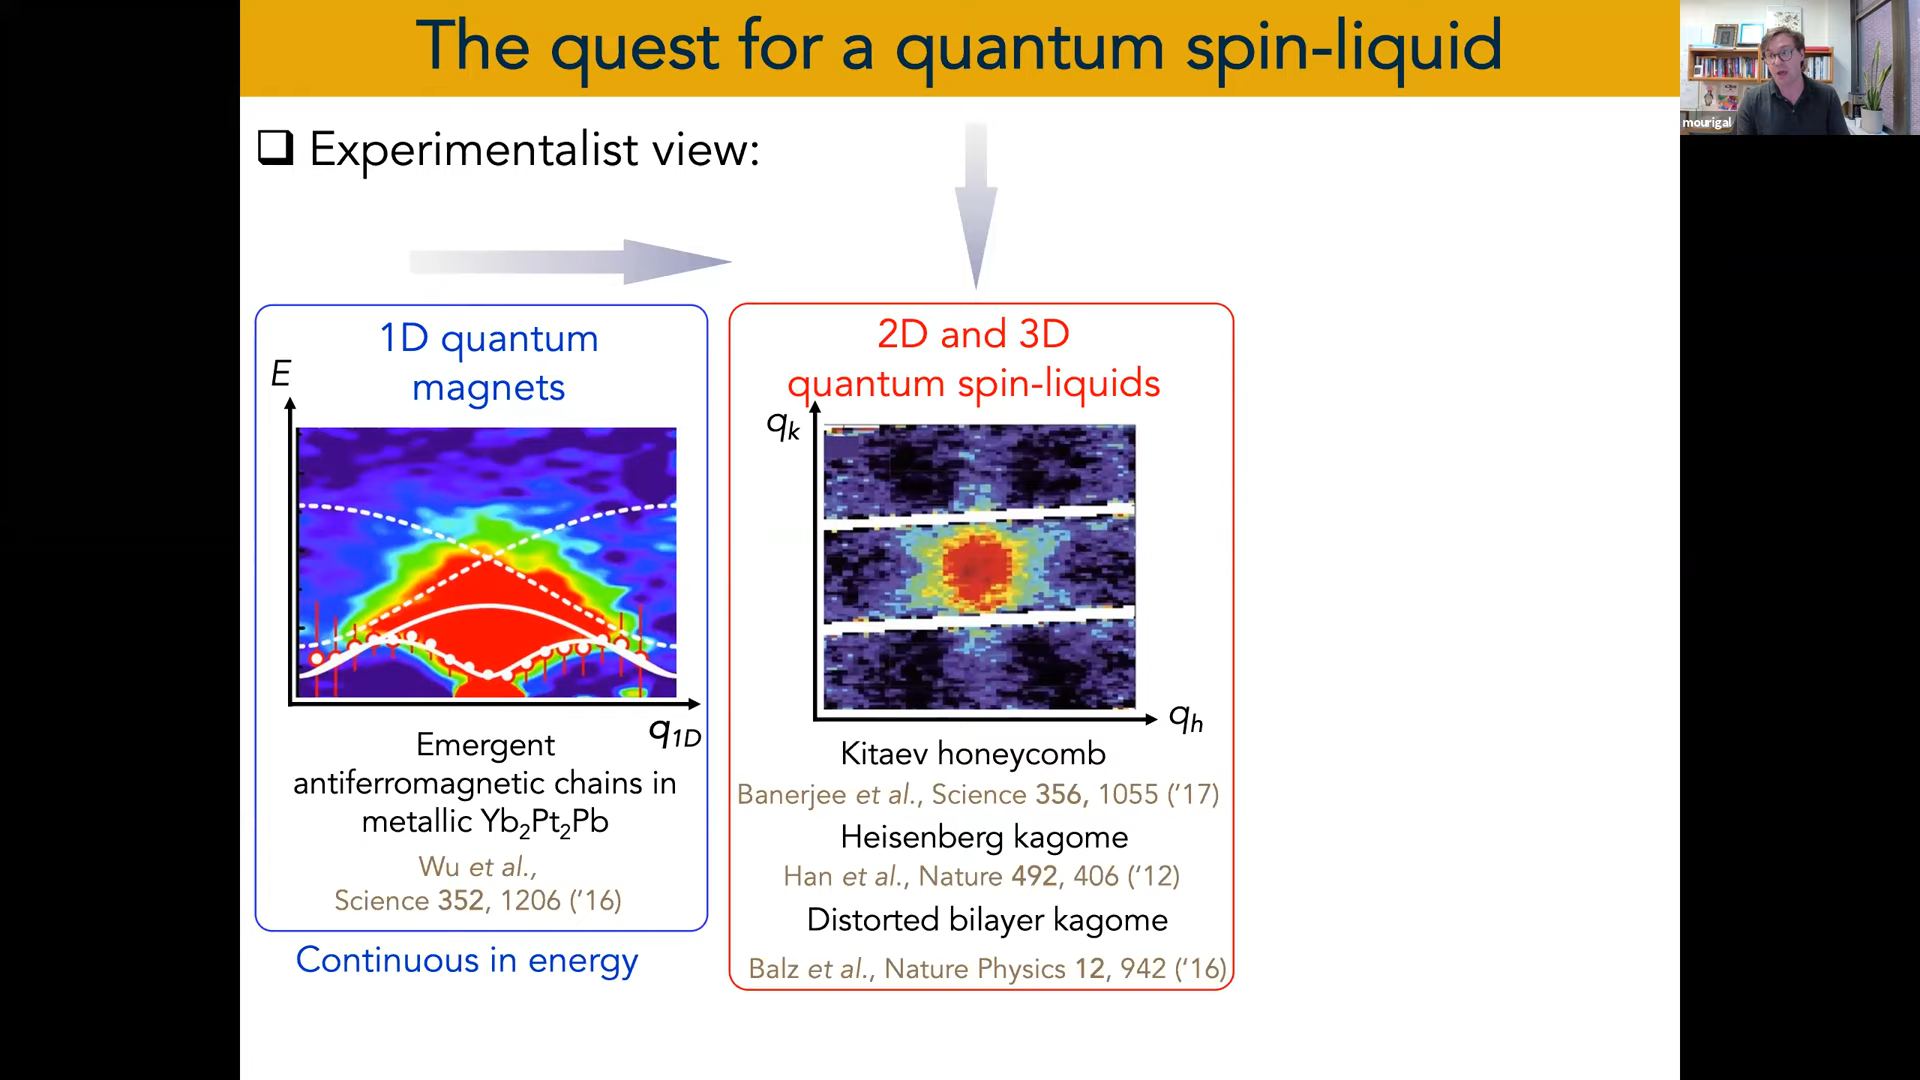 The quest for a quantum spin-liquid
mourigal
❑ Experimentalist view:
1D quantum
magnets
E
q1D
Emergent
antiferromagnetic chains in
metallic Yb2Pt2Pb
Wu et al.,
Science 352, 1206 (’16)
Continuous in energy
2D and 3D
quantum spin-liquids
qk
qh
Kitaev honeycomb
Banerjee et al., Science 356, 1055 (’17)
Heisenberg kagome
Han et al., Nature 492, 406 (’12)
Distorted bilayer kagome
Balz et al., Nature Physics 12, 942 (’16)